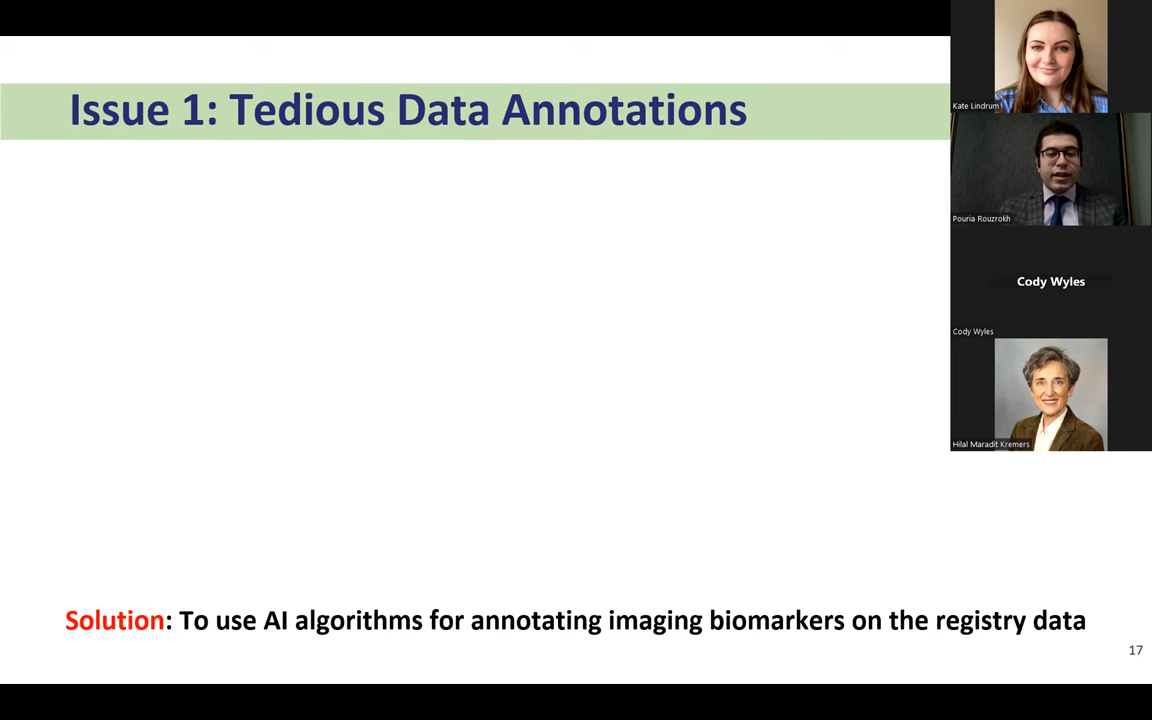 Issue 1: Tedious Data Annotations
Kate Lindrum
Pouria Rouzrokh
Cody Wyles
Cody Wyles
Hilal Maradit Kremers
Solution: To use AI algorithms for annotating imaging biomarkers on the registry data
17